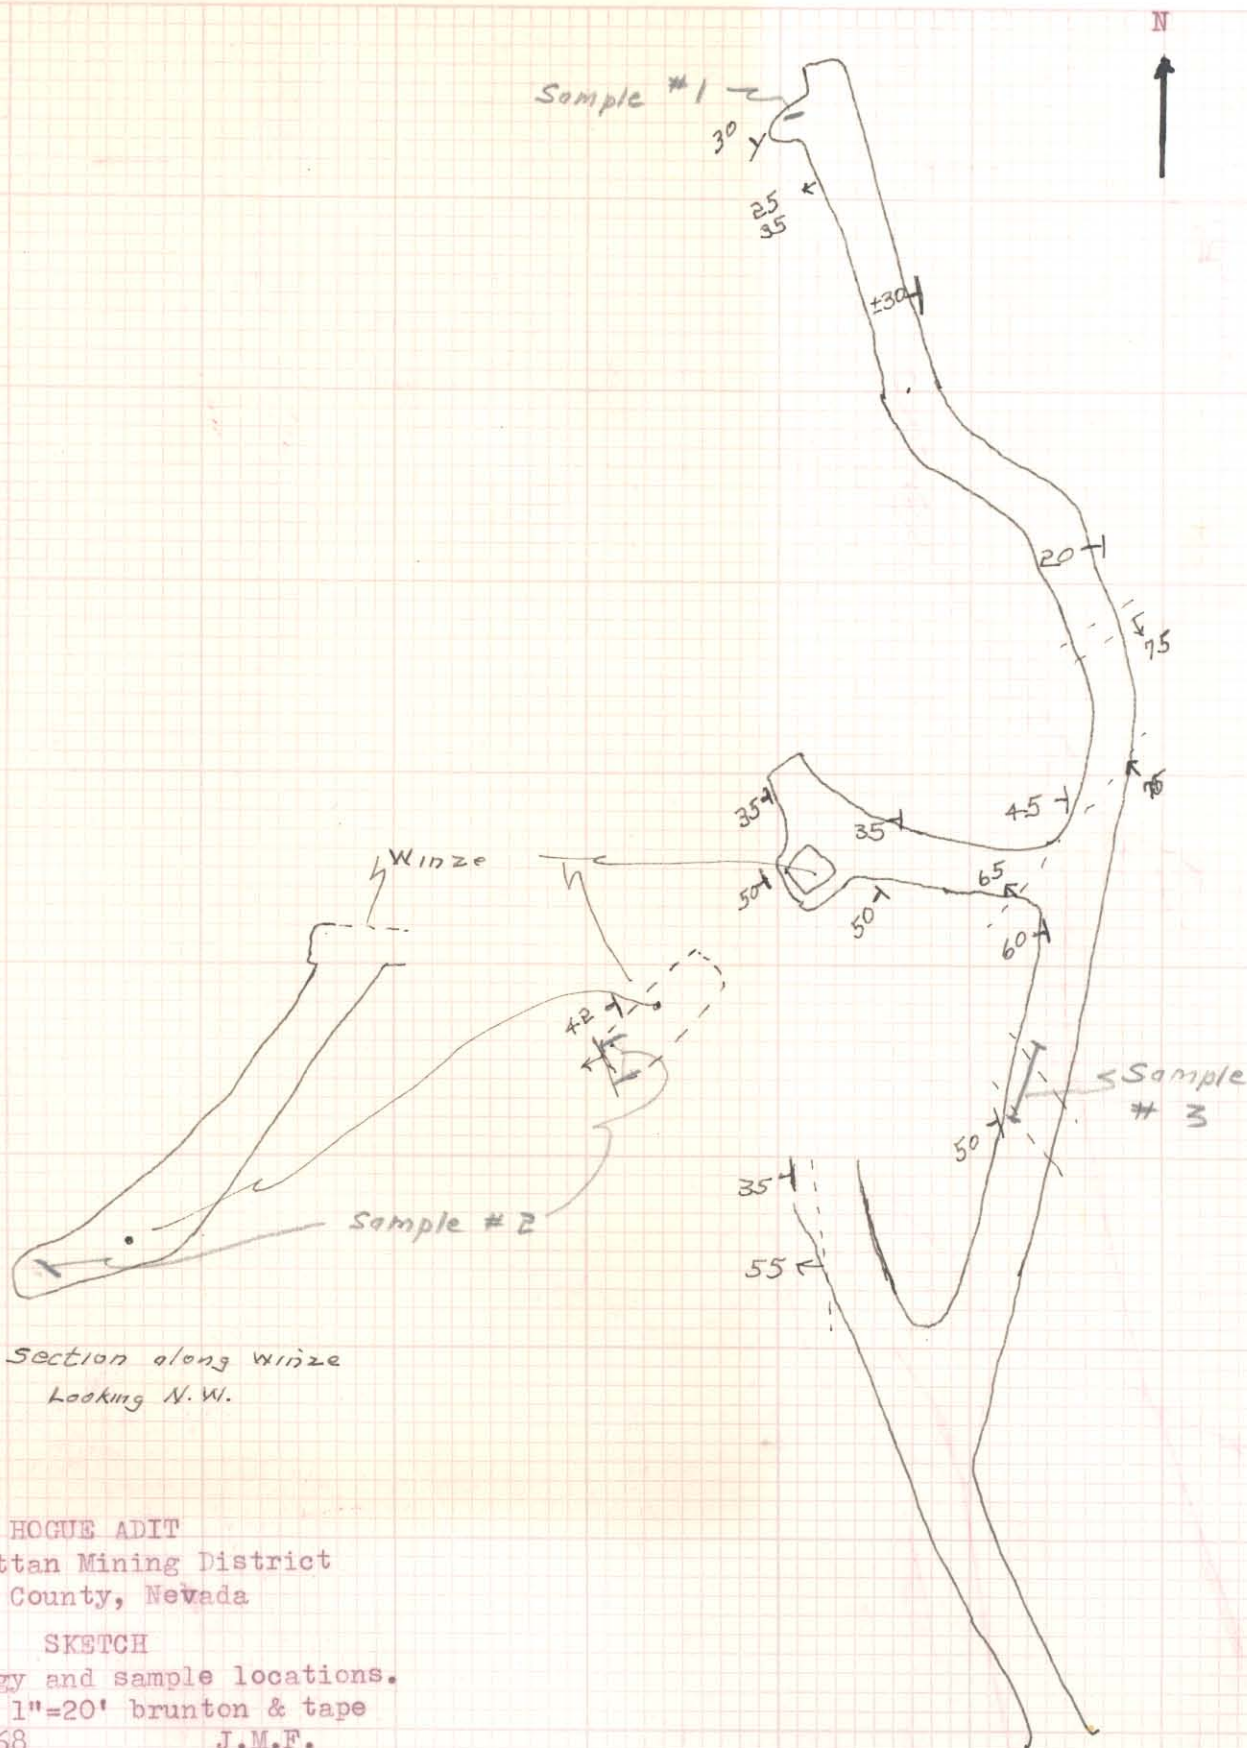 N
Sample #1
30
25
35
±30
20
75
45
35
35
Winze
65
50
50
60
42
Sample
# 3
50
35
Sample # 2
55
Section along winze
Looking N.W.
HOGUE ADIT
ttan Mining District
County, Nevada
SKETCH
gy and sample locations.
1"=20' brunton & tape
68 J.M.F.